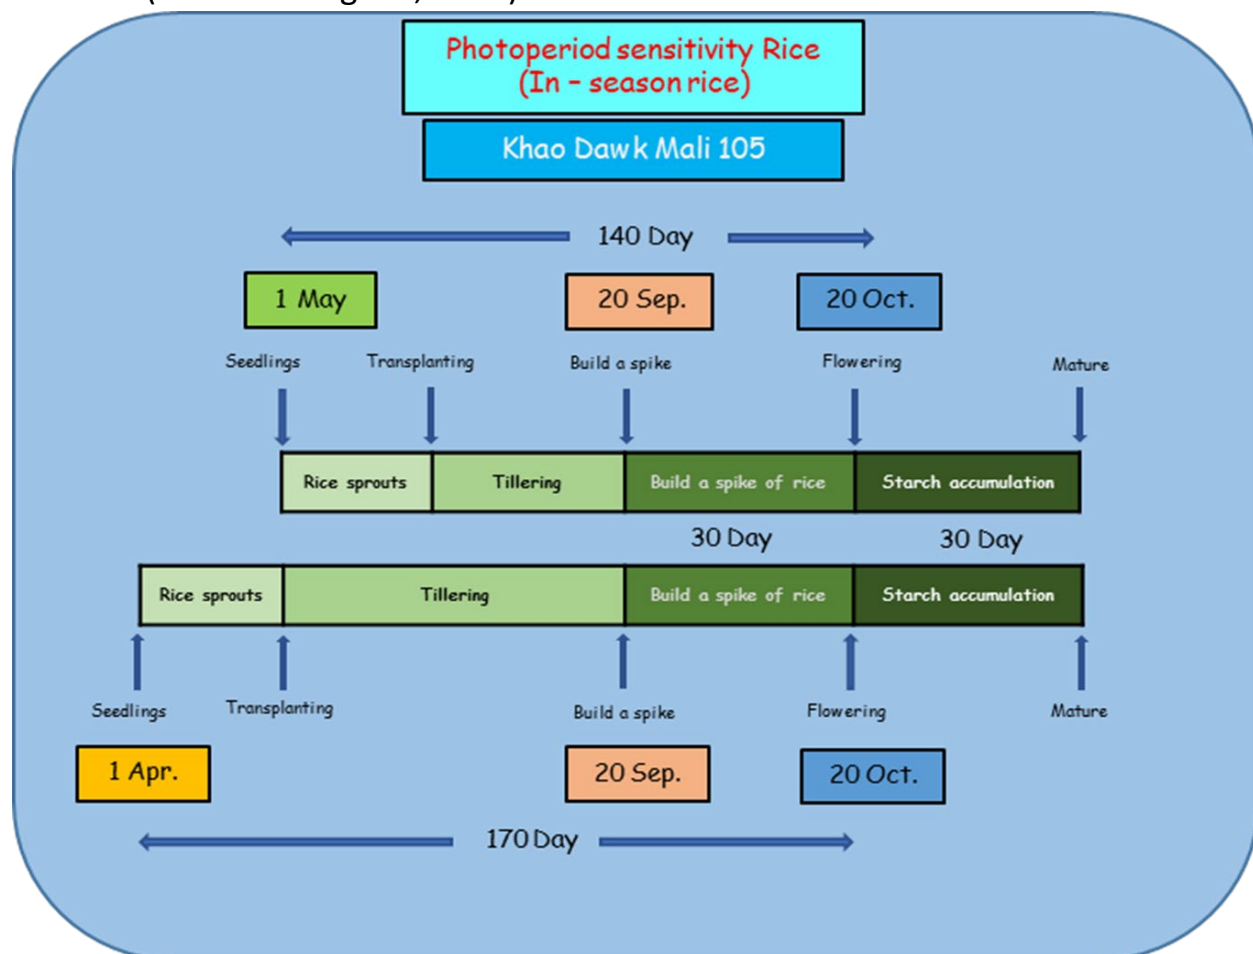 Photoperiod sensitivity Rice
(In – season rice)
Khao Dawk Mali 105
140 Day
1 May
20 Sep.
20 Oct.
Seedlings
Transplanting
Build a spike
Flowering
Mature
Rice sprouts
Tillering
Build a spike of rice
Starch accumulation
30 Day
30 Day
Rice sprouts
Tillering
Build a spike of rice
Starch accumulation
Seedlings
Transplanting
Build a spike
Flowering
Mature
1 Apr.
20 Sep.
20 Oct.
170 Day